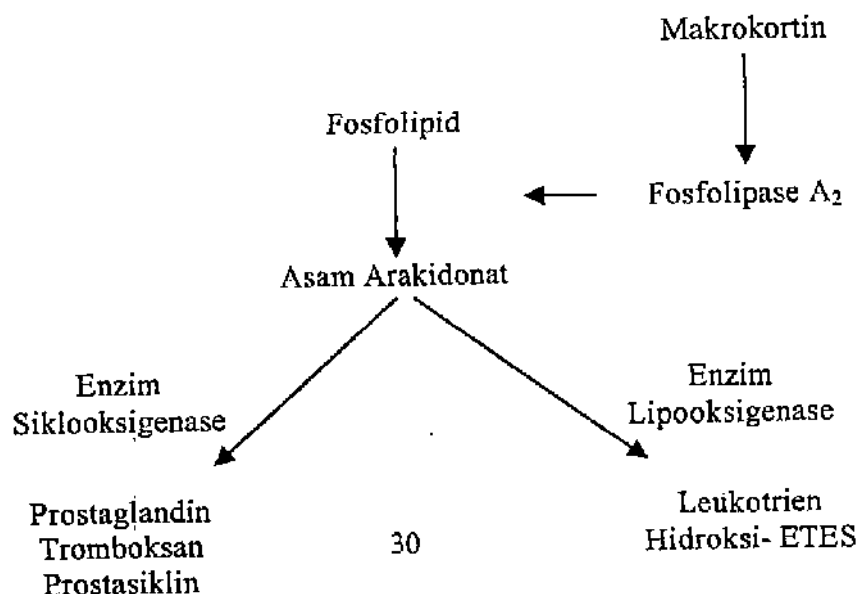 Makrokortin
Fosfolipid
Fosfolipase A₂
Asam Arakidonat
Enzim
Siklooksigenase
Enzim
Lipooksigenase
Prostaglandin
Tromboksan
Prostasiklin
30
Leukotrien
Hidroksi- ETES